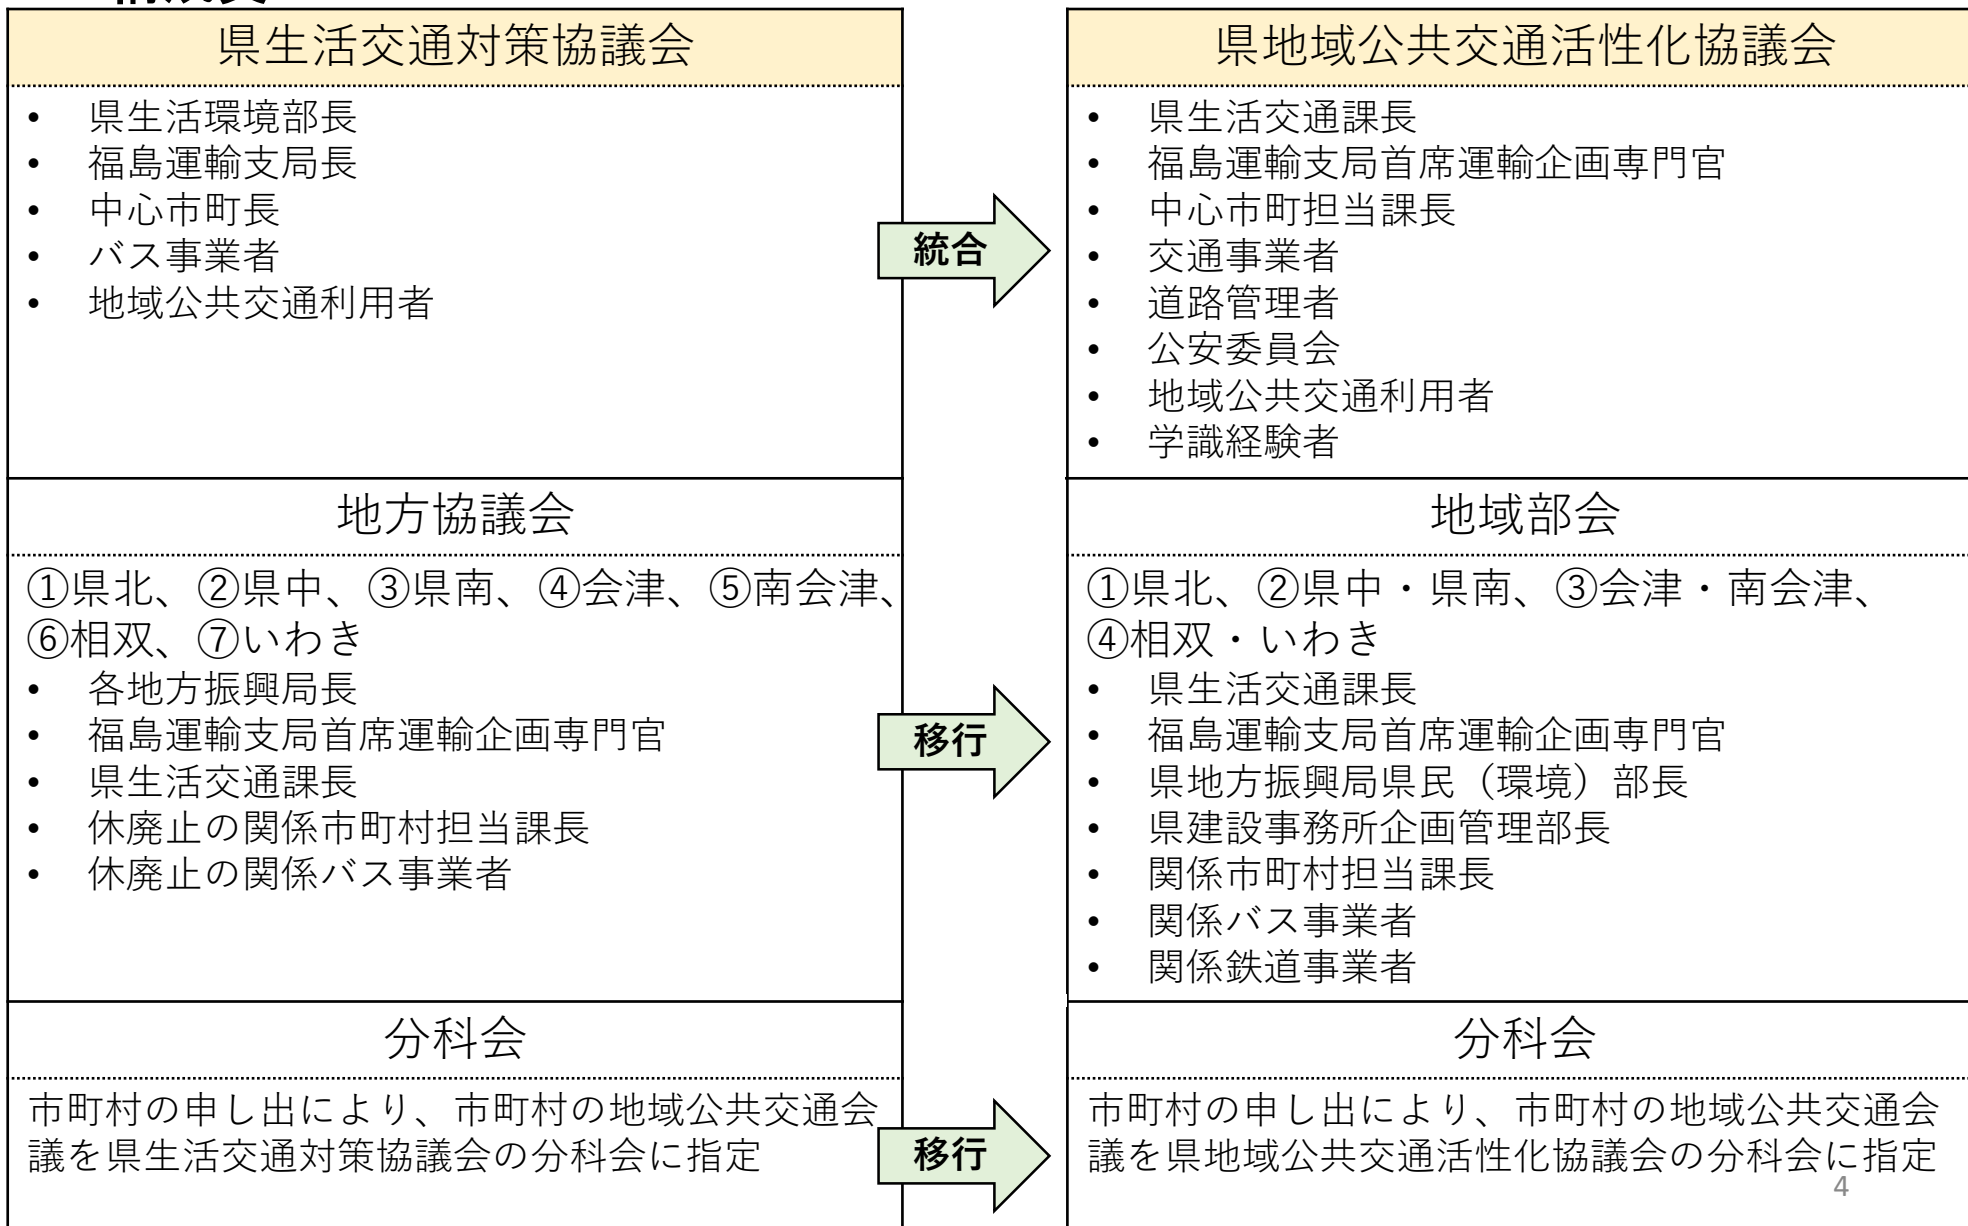 県生活交通対策協議会
• 県生活環境部長
• 福島運輸支局長
• 中心市町長
• バス事業者
• 地域公共交通利用者
統合
県地域公共交通活性化協議会
• 県生活交通課長
• 福島運輸支局首席運輸企画専門官
• 中心市町担当課長
• 交通事業者
• 道路管理者
• 公安委員会
• 地域公共交通利用者
• 学識経験者
地方協議会
①県北、②県中、③県南、④会津、⑤南会津、
⑥相双、⑦いわき
• 各地方振興局長
• 福島運輸支局首席運輸企画専門官
• 県生活交通課長
• 休廃止の関係市町村担当課長
• 休廃止の関係バス事業者
移行
地域部会
①県北、②県中・県南、③会津・南会津、
④相双・いわき
• 県生活交通課長
• 福島運輸支局首席運輸企画専門官
• 県地方振興局県民（環境）部長
• 県建設事務所企画管理部長
• 関係市町村担当課長
• 関係バス事業者
• 関係鉄道事業者
分科会
市町村の申し出により、市町村の地域公共交通会
議を県生活交通対策協議会の分科会に指定
移行
分科会
市町村の申し出により、市町村の地域公共交通会
議を県地域公共交通活性化協議会の分科会に指定
4